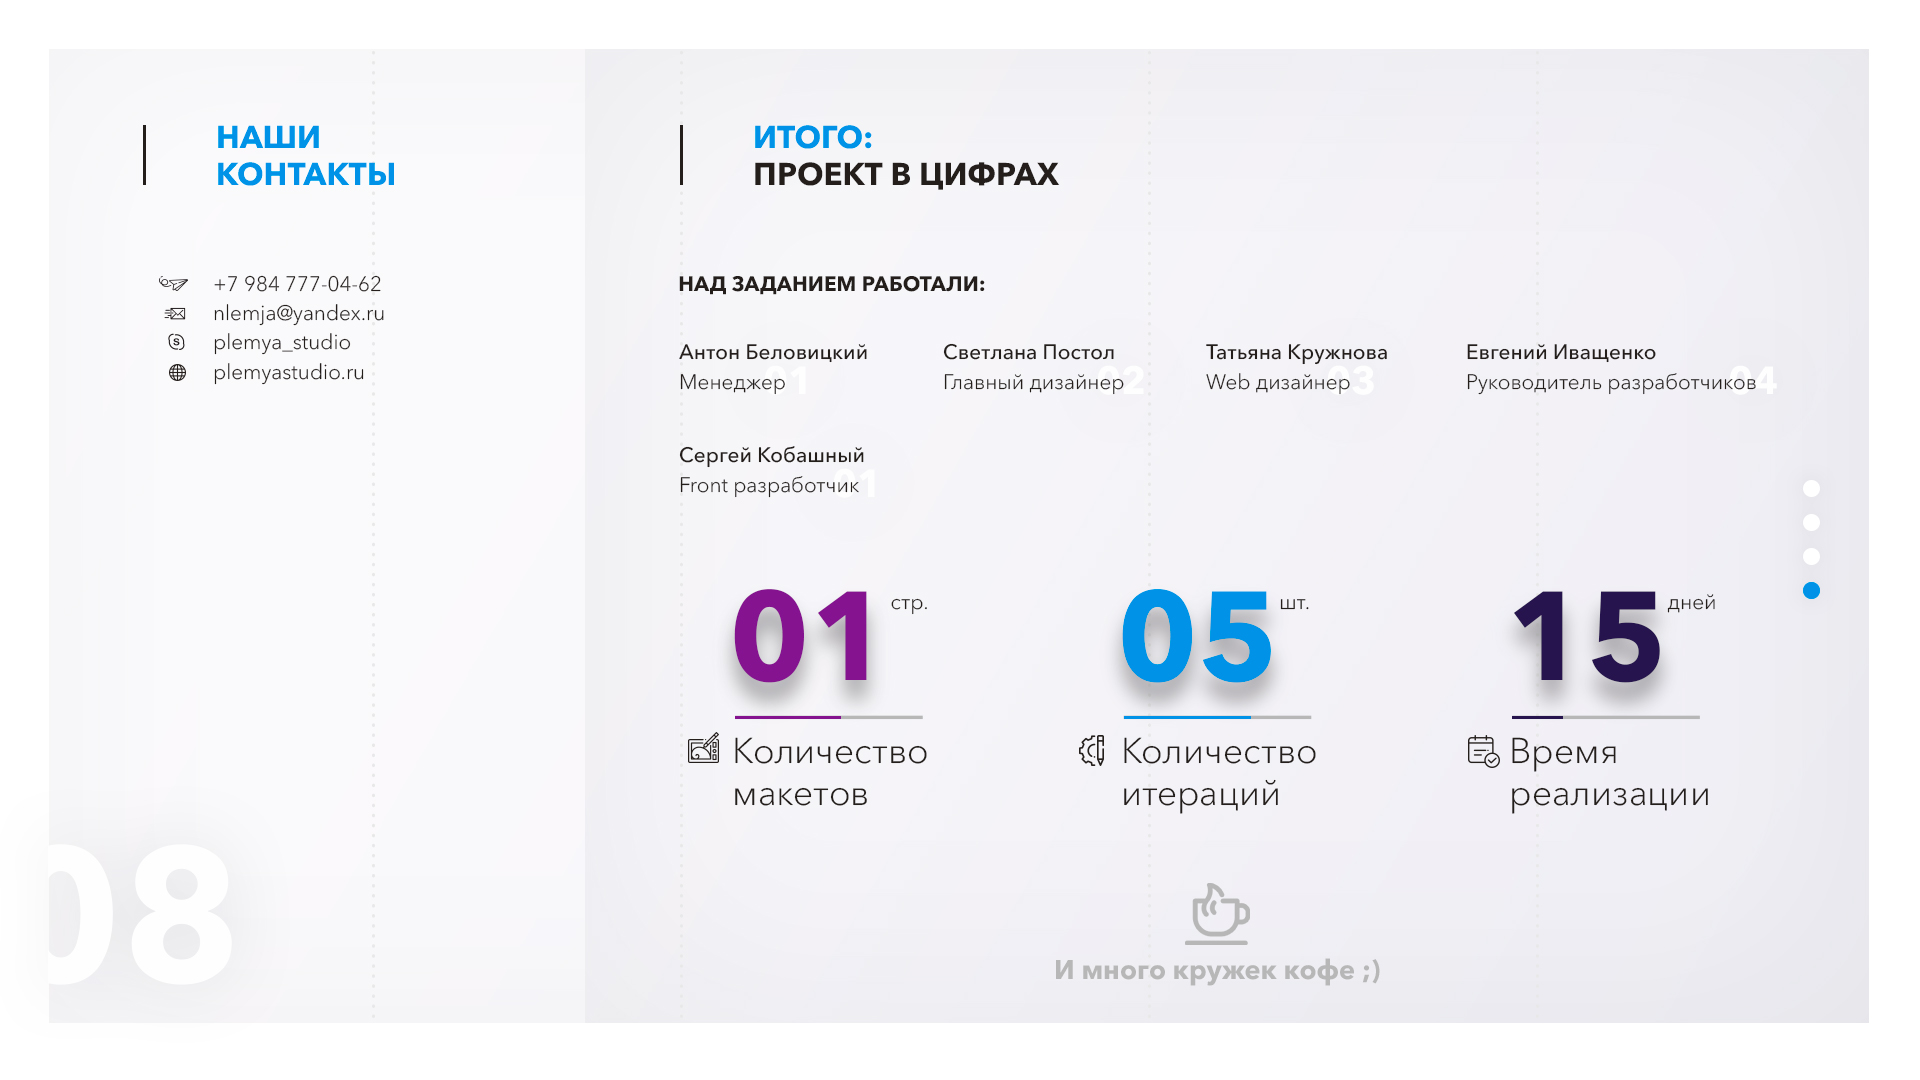 НАШИ
КОНТАКТЫ
+7 984 777-04-62
nlemja@yandex.ru
plemya_studio
plemyastudio.ru
08
ИТОГО:
ПРОЕКТ В ЦИФРАХ
НАД ЗАДАНИЕМ РАБОТАЛИ:
Антон Беловицкий
Менеджер 01
Светлана Постол
Главный дизайнер 02
Татьяна Кружнова
Web дизайнер 03
Евгений Иващенко
Руководитель разработчиков 04
Сергей Кобашный
Front разработчик 01
01 стр.
Количество
макетов
05 шт.
Количество
итераций
15 дней
Время
реализации
И много кружек кофе ;)